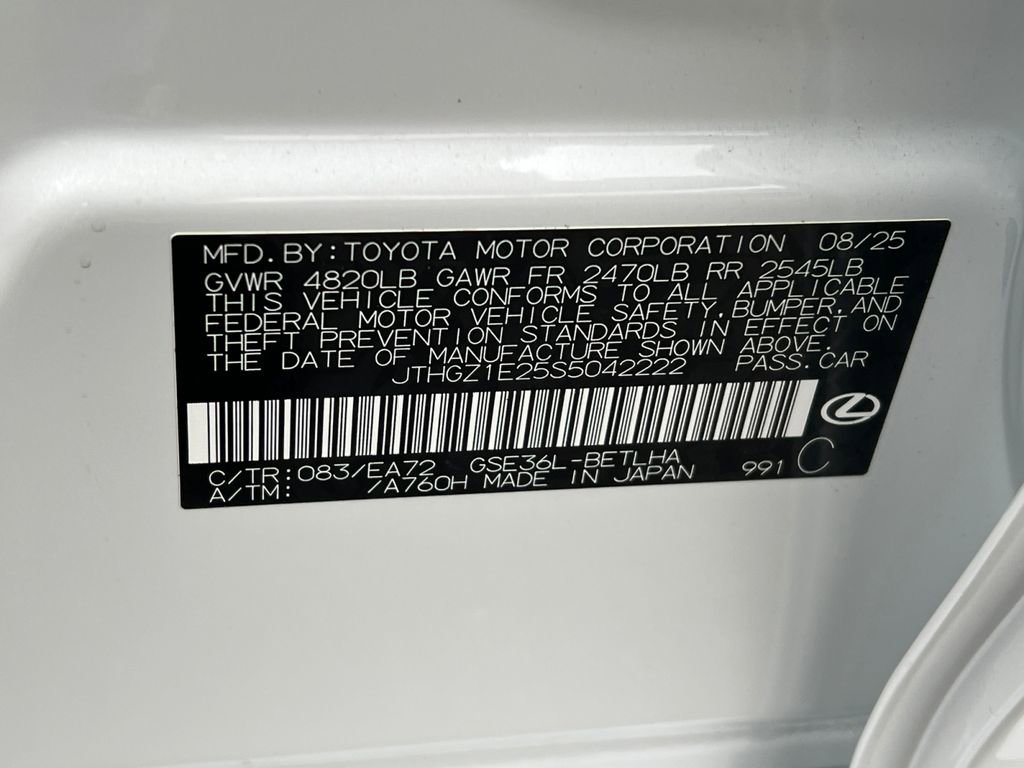 MFD. BY: TOYOTA MOTOR CORPORATION 08/25
GVWR 4820LB GAWR FR 2470LB RR 2545LB
THIS VEHICLE CONFORMS TO ALL APPLICABLE
FEDERAL MOTOR VEHICLE SAFETY, BUMPER, AND
THEFT PREVENTION STANDARDS IN EFFECT ON
THE DATE OF MANUFACTURE SHOWN ABOVE.
JTHGZ1E25S5042222 PASS. CAR
C/TR: 083/EA72 GSE36L-BETLHA
A/TM: /A760H MADE IN JAPAN 991 C